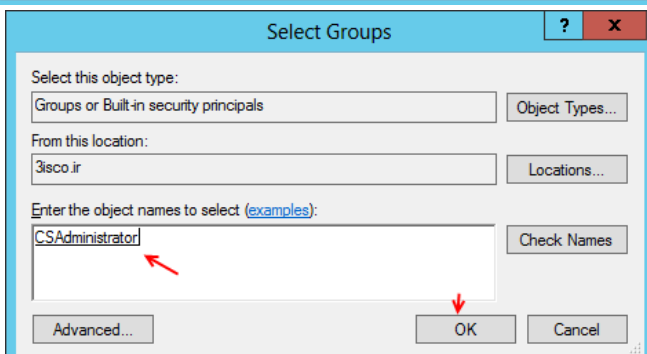 Select Groups
? x
Select this object type:
Groups or Built-in security principals
Object Types...
From this location:
3isco.ir
Locations...
Enter the object names to select (examples):
CSAdministrator
Check Names
Advanced...
OK
Cancel